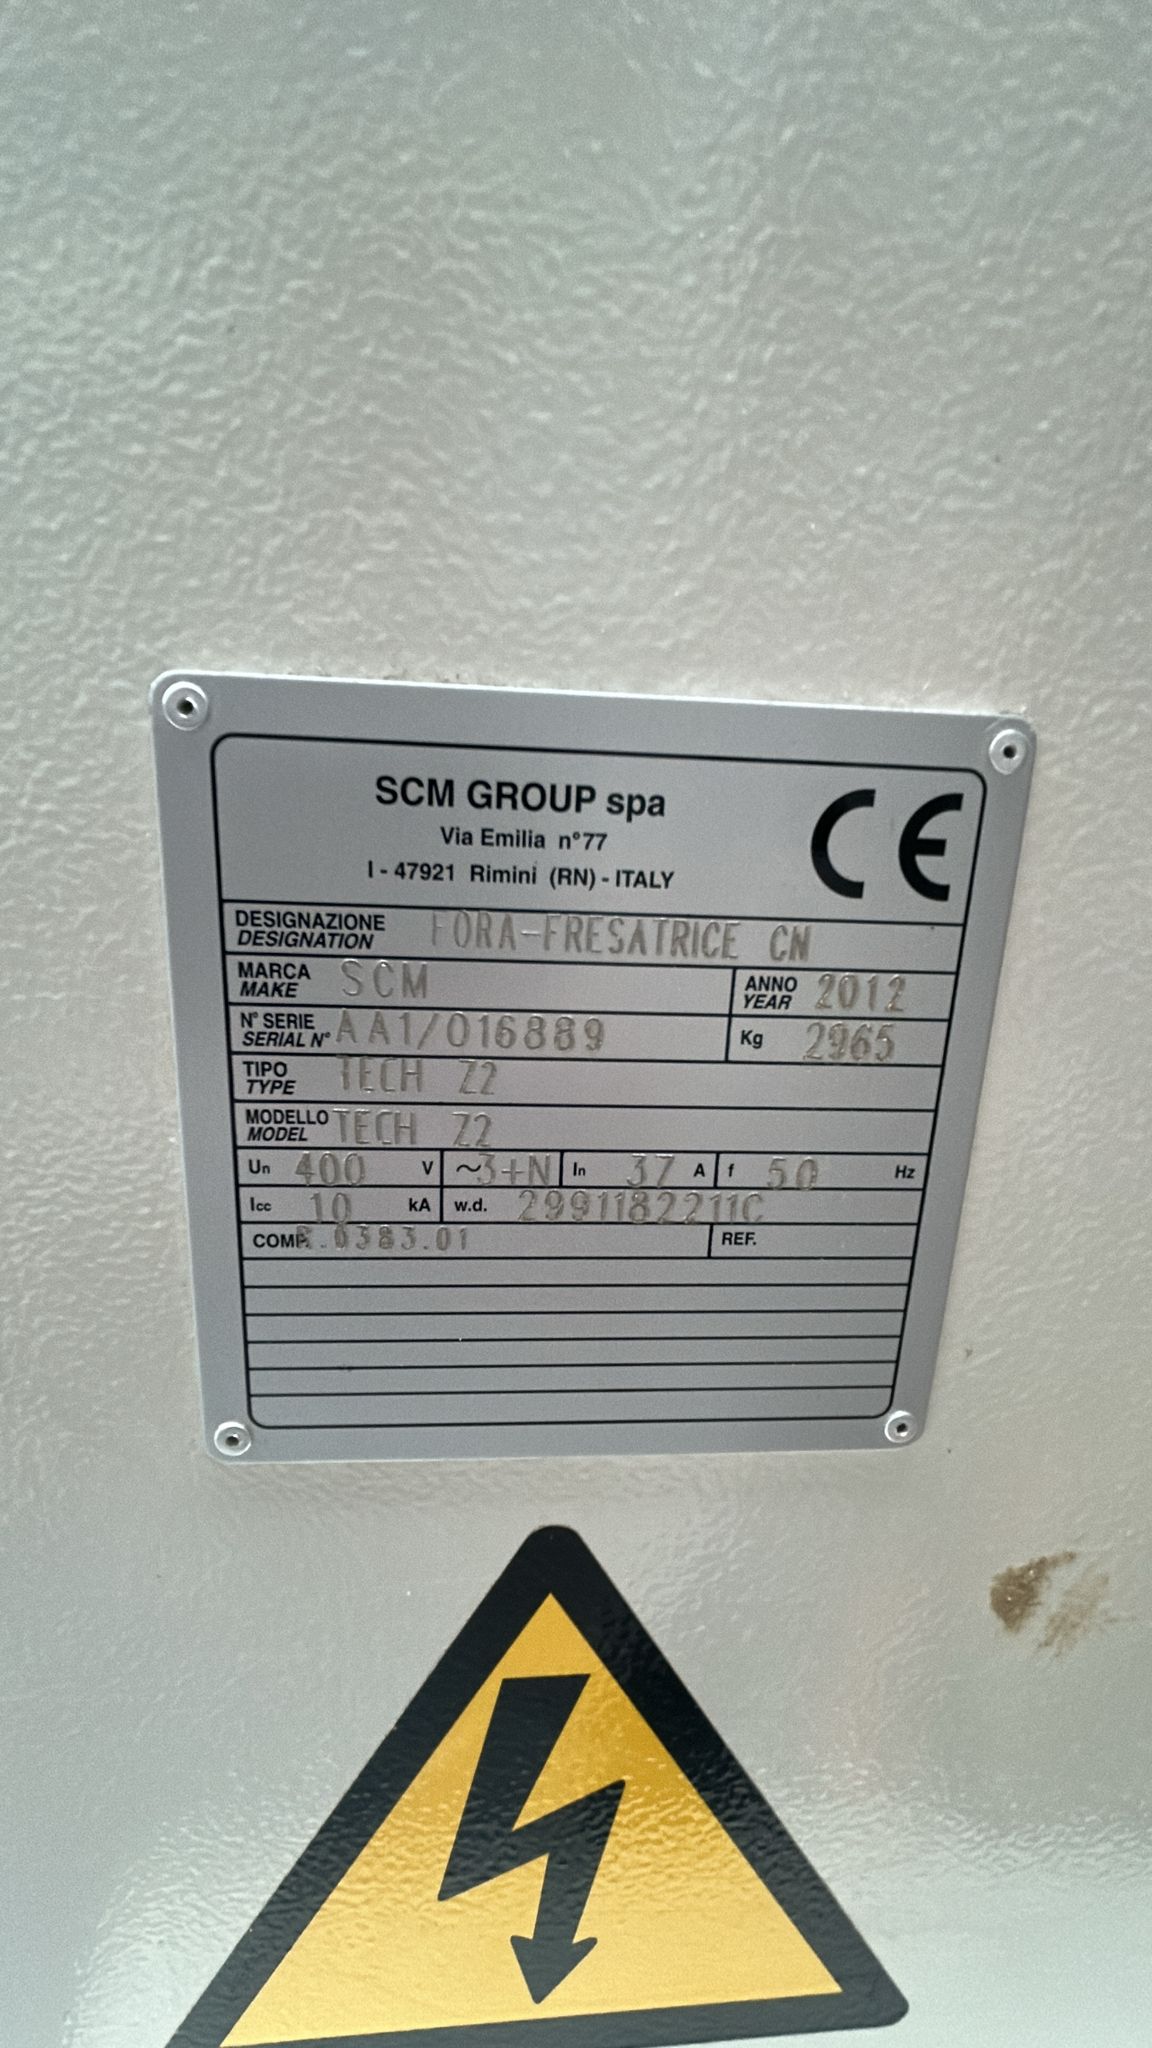 SCM GROUP spa
Via Emilia n°77
I - 47921 Rimini (RN) - ITALY
CE
DESIGNAZIONE FORA-FRESATRICE CN
DESIGNATION
MARCA SCM ANNO 2012
MAKE YEAR
N° SERIE AA1/016889 Kg 2965
SERIAL N°
TIPO TECH Z2
TYPE
MODELLO TECH Z2
MODEL
Un 400 V ~3+N In 37 A f 50 Hz
Icc 10 kA w.d. 2991182211C
COMP. R.0383.01 REF.